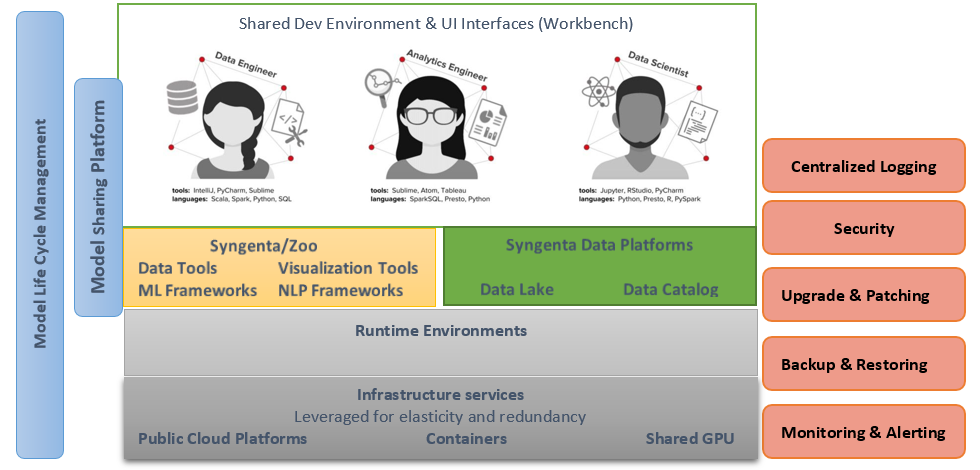 Shared Dev Environment & UI Interfaces (Workbench)
Model Life Cycle Management
Model Sharing Platform
Data Engineer
tools: IntelliJ, PyCharm, Sublime
languages: Scala, Spark, Python, SQL
Analytics Engineer
tools: Sublime, Atom, Tableau
languages: SparkSQL, Presto, Python
Data Scientist
tools: Jupyter, RStudio, PyCharm
languages: Python, Presto, R, PySpark
Syngenta/Zoo
Data Tools Visualization Tools
ML Frameworks NLP Frameworks
Syngenta Data Platforms
Data Lake Data Catalog
Runtime Environments
Infrastructure services
Leveraged for elasticity and redundancy
Public Cloud Platforms Containers Shared GPU
Centralized Logging
Security
Upgrade & Patching
Backup & Restoring
Monitoring & Alerting